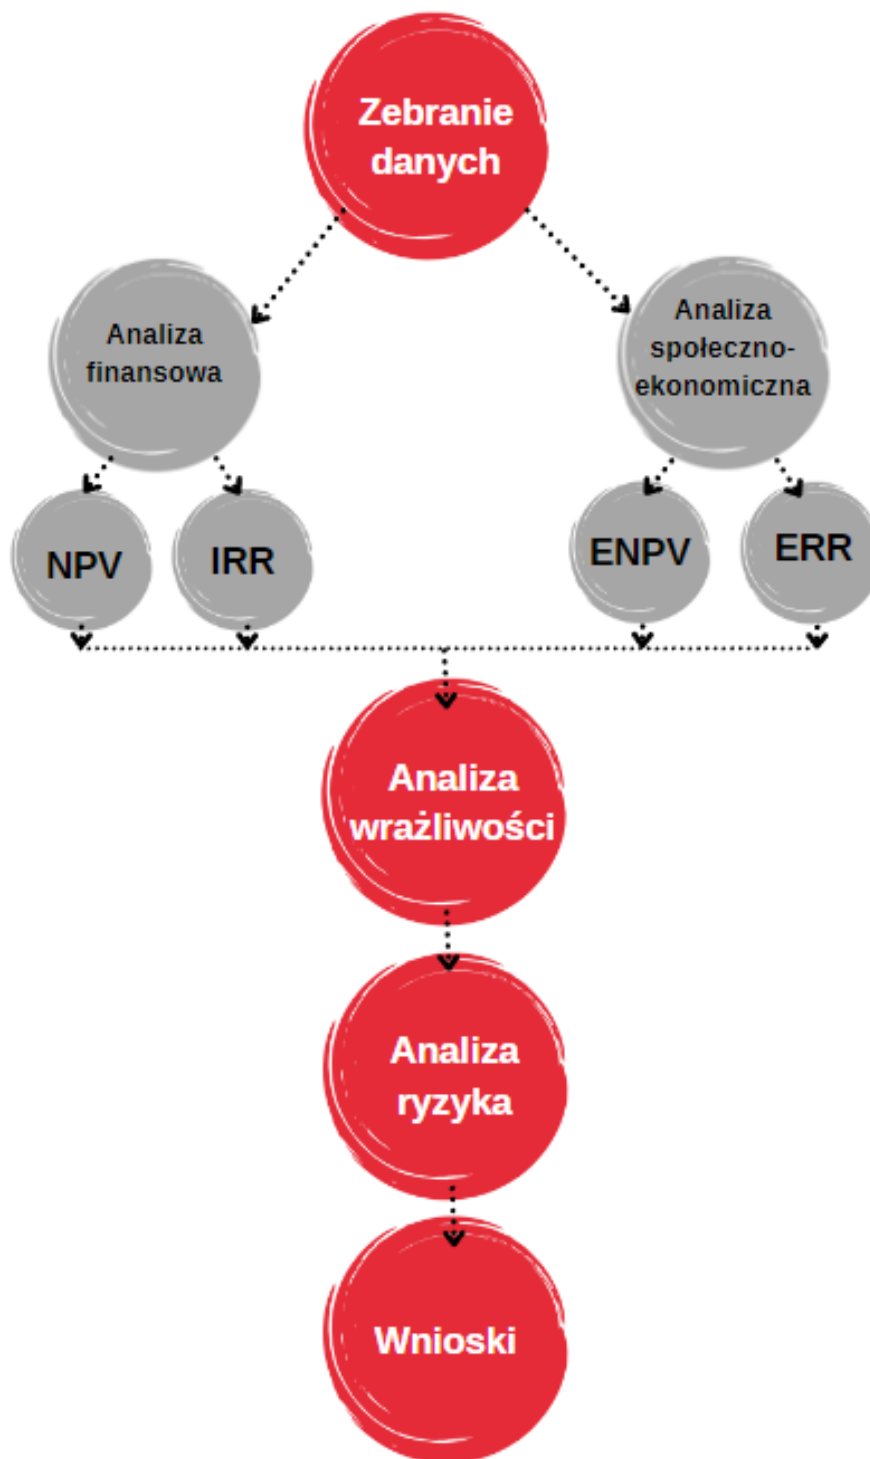 Zebranie
danych
Analiza
finansowa
Analiza
społeczno-
ekonomiczna
NPV
IRR
ENPV
ERR
Analiza
wrażliwości
Analiza
ryzyka
Wnioski